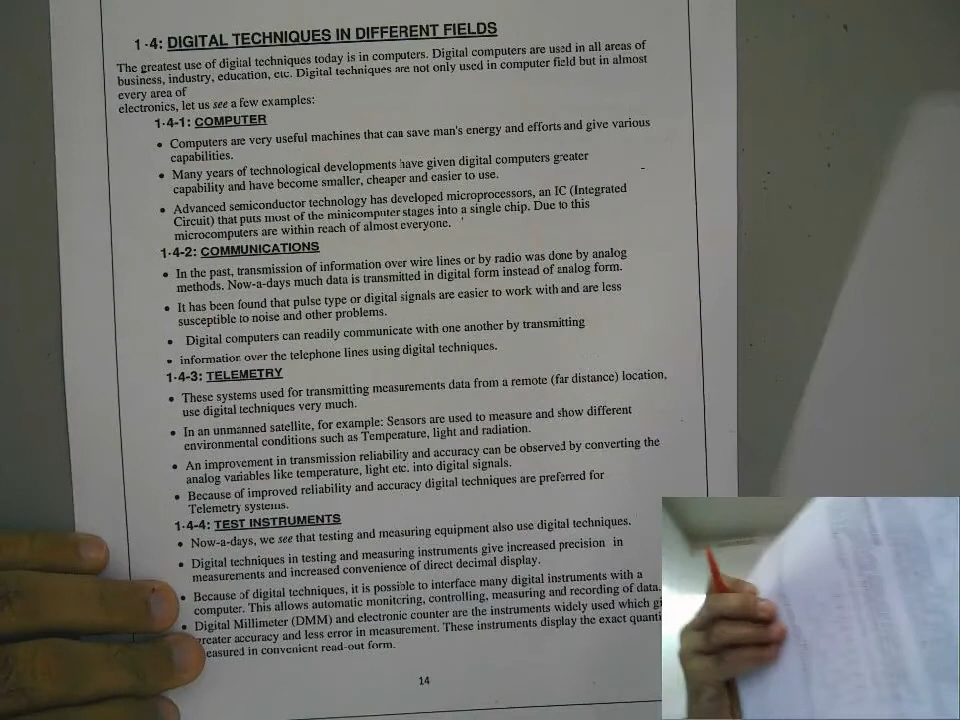 1-4: DIGITAL TECHNIQUES IN DIFFERENT FIELDS
The greatest use of digital techniques today is in computers. Digital computers are used in all areas of
business, industry, education, etc. Digital techniques are not only used in computer field but in almost
every area of
electronics, let us see a few examples:
1-4-1: COMPUTER
• Computers are very useful machines that can save man's energy and efforts and give various
capabilities.
• Many years of technological developments have given digital computers greater
capability and have become smaller, cheaper and easier to use.
• Advanced semiconductor technology has developed microprocessors, an IC (Integrated
Circuit) that puts most of the minicomputer stages into a single chip. Due to this
microcomputers are within reach of almost everyone.
1-4-2: COMMUNICATIONS
• In the past, transmission of information over wire lines or by radio was done by analog
methods. Now-a-days much data is transmitted in digital form instead of analog form.
• It has been found that pulse type or digital signals are easier to work with and are less
susceptible to noise and other problems.
• Digital computers can readily communicate with one another by transmitting
• information over the telephone lines using digital techniques.
1-4-3: TELEMETRY
• These systems used for transmitting measurements data from a remote (far distance) location,
use digital techniques very much.
• In an unmanned satellite, for example: Sensors are used to measure and show different
environmental conditions such as Temperature, light and radiation.
• An improvement in transmission reliability and accuracy can be observed by converting the
analog variables like temperature, light etc. into digital signals.
• Because of improved reliability and accuracy digital techniques are preferred for
Telemetry systems.
1-4-4: TEST INSTRUMENTS
• Now-a-days, we see that testing and measuring equipment also use digital techniques.
• Digital techniques in testing and measuring instruments give increased precision in
measurements and increased convenience of direct decimal display.
• Because of digital techniques, it is possible to interface many digital instruments with a
computer. This allows automatic monitoring, controlling, measuring and recording of data.
• Digital Millimeter (DMM) and electronic counter are the instruments widely used which
greater accuracy and less error in measurement. These instruments display the exact
measured in convenient read-out form.
14